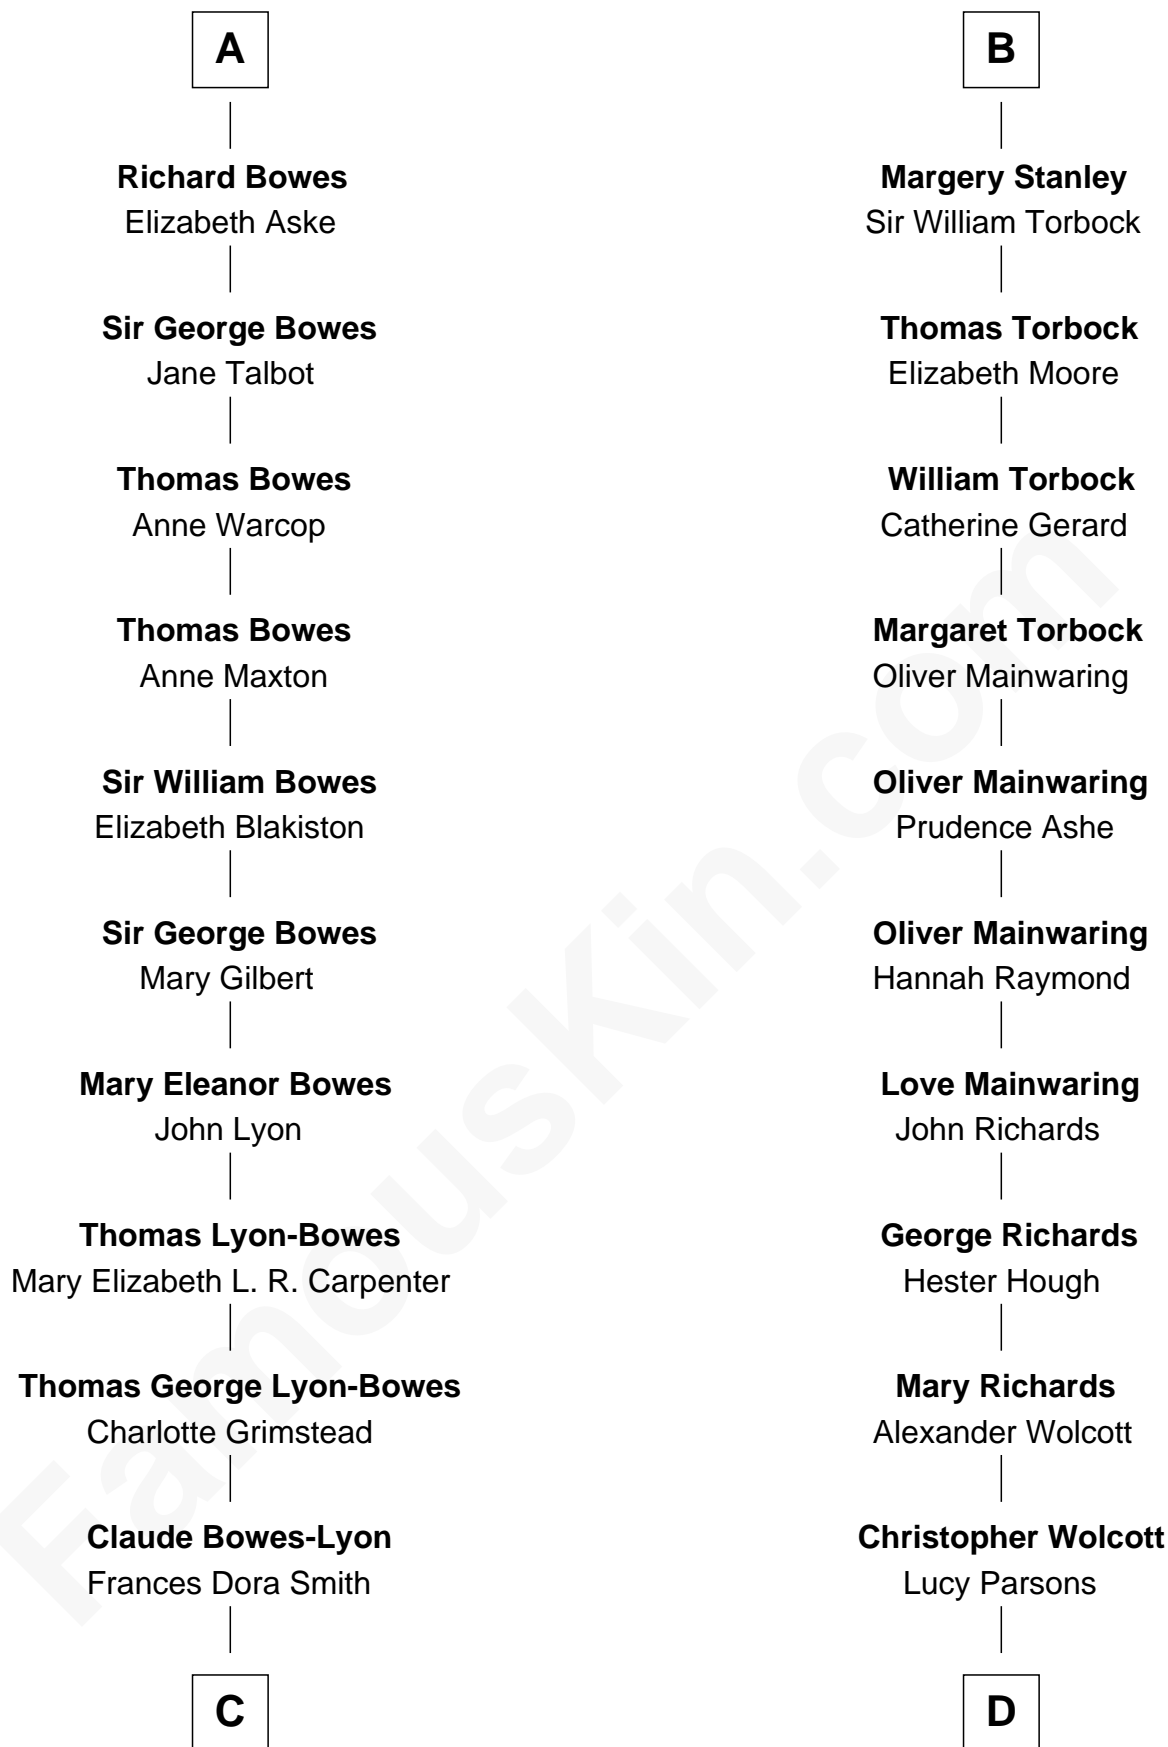 A
Richard Bowes
Elizabeth Aske
Sir George Bowes
Jane Talbot
Thomas Bowes
Anne Warcop
Thomas Bowes
Anne Maxton
Sir William Bowes
Elizabeth Blakiston
Sir George Bowes
Mary Gilbert
Mary Eleanor Bowes
John Lyon
Thomas Lyon-Bowes
Mary Elizabeth L. R. Carpenter
Thomas George Lyon-Bowes
Charlotte Grimstead
Claude Bowes-Lyon
Frances Dora Smith
C
B
Margery Stanley
Sir William Torbock
Thomas Torbock
Elizabeth Moore
William Torbock
Catherine Gerard
Margaret Torbock
Oliver Mainwaring
Oliver Mainwaring
Prudence Ashe
Oliver Mainwaring
Hannah Raymond
Love Mainwaring
John Richards
George Richards
Hester Hough
Mary Richards
Alexander Wolcott
Christopher Wolcott
Lucy Parsons
D
FamousKin.com